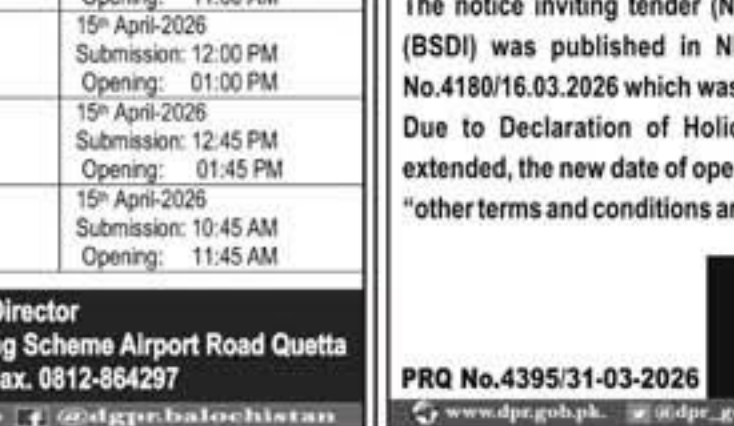 Opening: 11:00 AM
15th April-2026
Submission: 12:00 PM
Opening: 01:00 PM
15th April-2026
Submission: 12:45 PM
Opening: 01:45 PM
15th April-2026
Submission: 10:45 AM
Opening: 11:45 AM
Director
g Scheme Airport Road Quetta
ax. 0812-864297
@dgpr.balochistan
The notice inviting tender (N
(BSDI) was published in N
No.4180/16.03.2026 which was
Due to Declaration of Holid
extended, the new date of ope
“other terms and conditions ar
PRQ No.4395/31-03-2026
www.dpr.gob.pk. @dpr_g